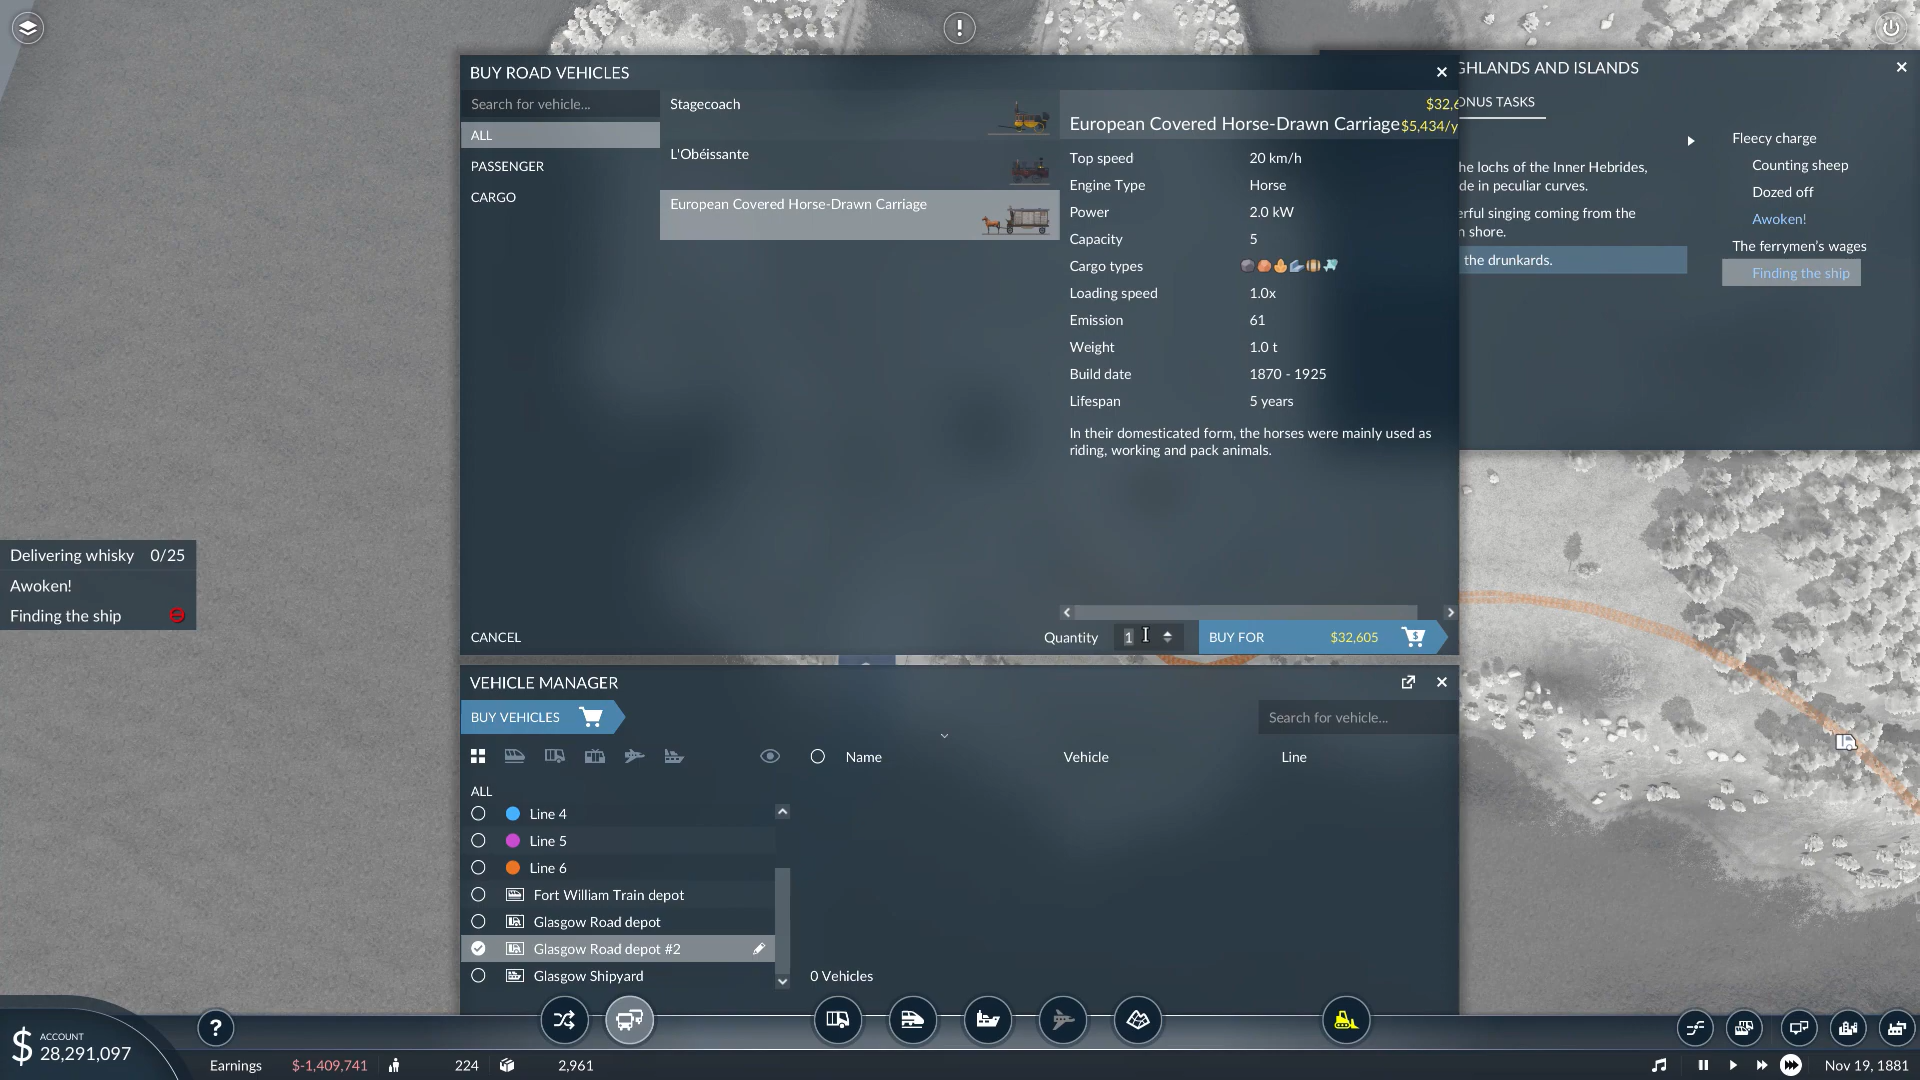 BUY ROAD VEHICLES
Search for vehicle...
ALL
PASSENGER
CARGO
Stagecoach
L'Obéissante
European Covered Horse-Drawn Carriage
$32,6
European Covered Horse-Drawn Carriage $5,434/y
Top speed 20 km/h
Engine Type Horse
Power 2.0 kW
Capacity 5
Cargo types
Loading speed 1.0x
Emission 61
Weight 1.0 t
Build date 1870 - 1925
Lifespan 5 years
In their domesticated form, the horses were mainly used as
riding, working and pack animals.
CANCEL
Quantity 1
BUY FOR $32,605
GHLANDS AND ISLANDS
ONUS TASKS
he lochs of the Inner Hebrides,
de in peculiar curves.
erful singing coming from the
n shore.
the drunkards.
Fleecy charge
Counting sheep
Dozed off
Awoken!
The ferrymen's wages
Finding the ship
Delivering whisky 0/25
Awoken!
Finding the ship
VEHICLE MANAGER
BUY VEHICLES
Search for vehicle...
Name Vehicle Line
ALL
Line 4
Line 5
Line 6
Fort William Train depot
Glasgow Road depot
Glasgow Road depot #2
Glasgow Shipyard
0 Vehicles
?
$ ACCOUNT
28,291,097
Earnings $-1,409,741 224 2,961
Nov 19, 1881